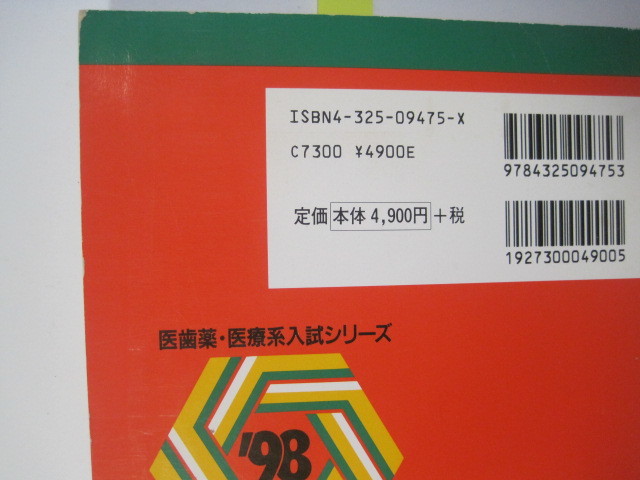 ISBN4-325-09475-X
C7300 ¥4900E
9784325094753
定価 本体 4,900円 +税
1927300049005
医歯薬・医療系入試シリーズ
'98